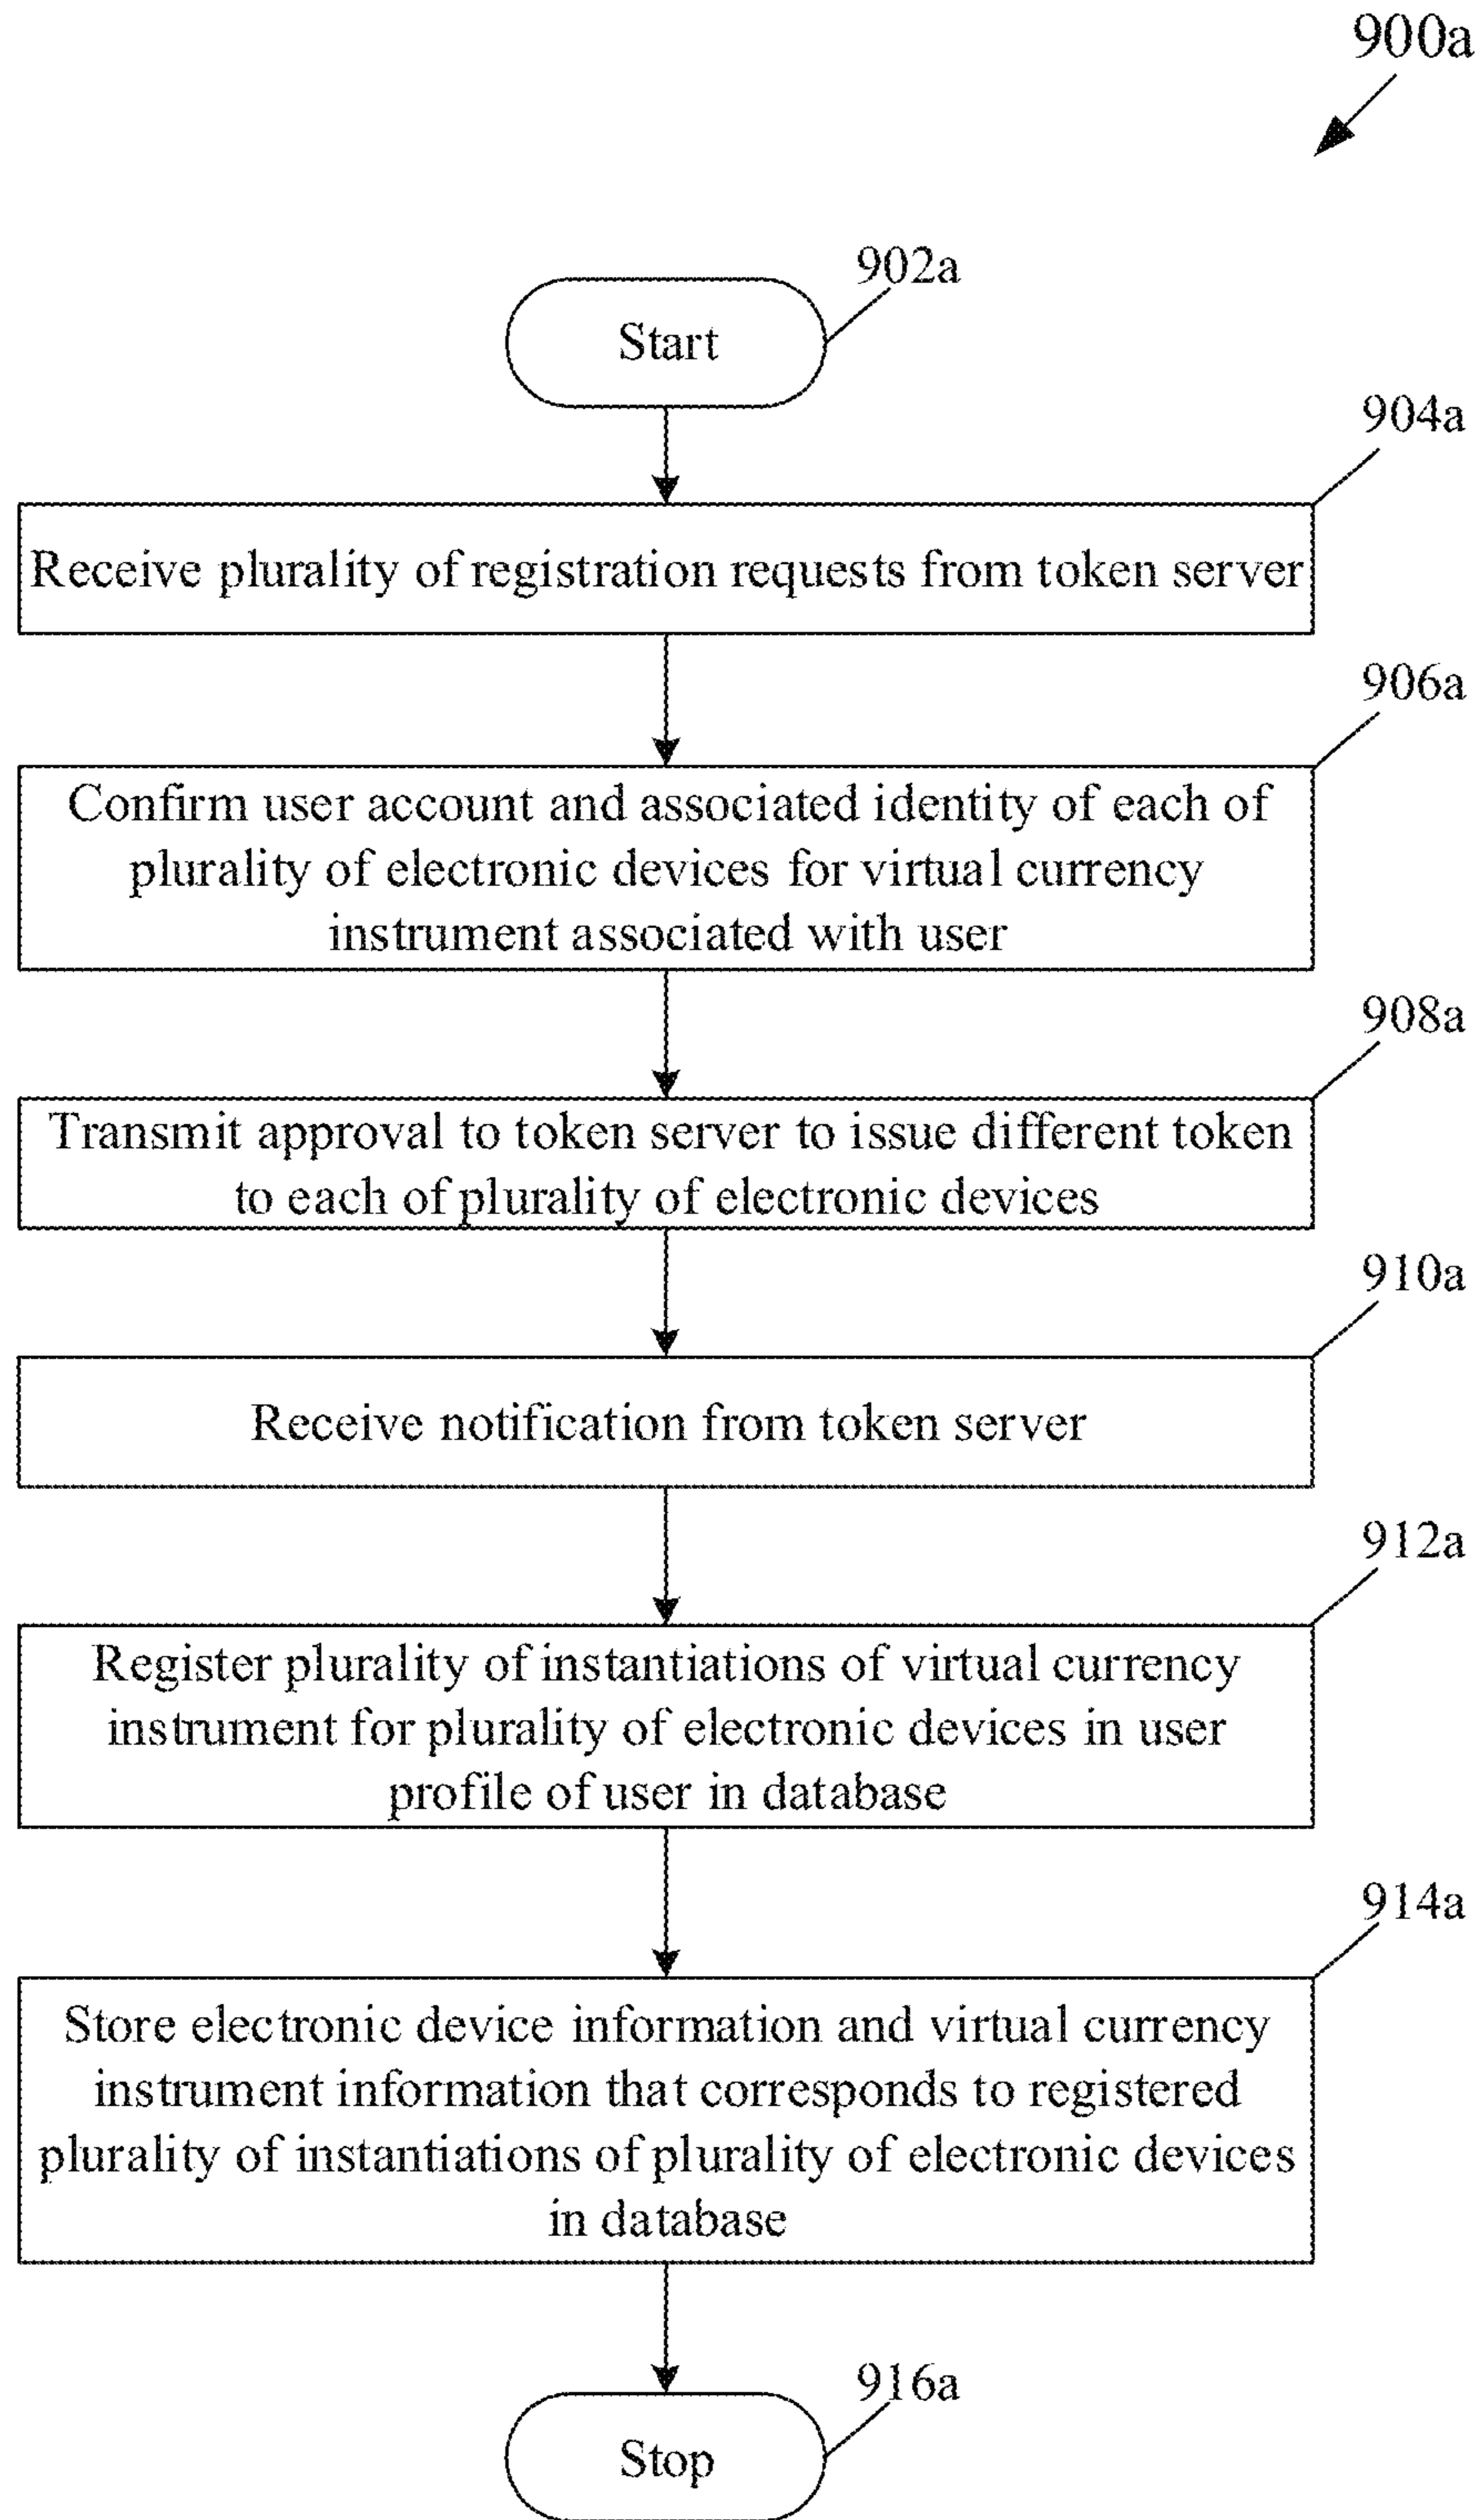 900a
902a
Start
904a
Receive plurality of registration requests from token server
906a
Confirm user account and associated identity of each of
plurality of electronic devices for virtual currency
instrument associated with user
908a
Transmit approval to token server to issue different token
to each of plurality of electronic devices
910a
Receive notification from token server
912a
Register plurality of instantiations of virtual currency
instrument for plurality of electronic devices in user
profile of user in database
914a
Store electronic device information and virtual currency
instrument information that corresponds to registered
plurality of instantiations of plurality of electronic devices
in database
916a
Stop